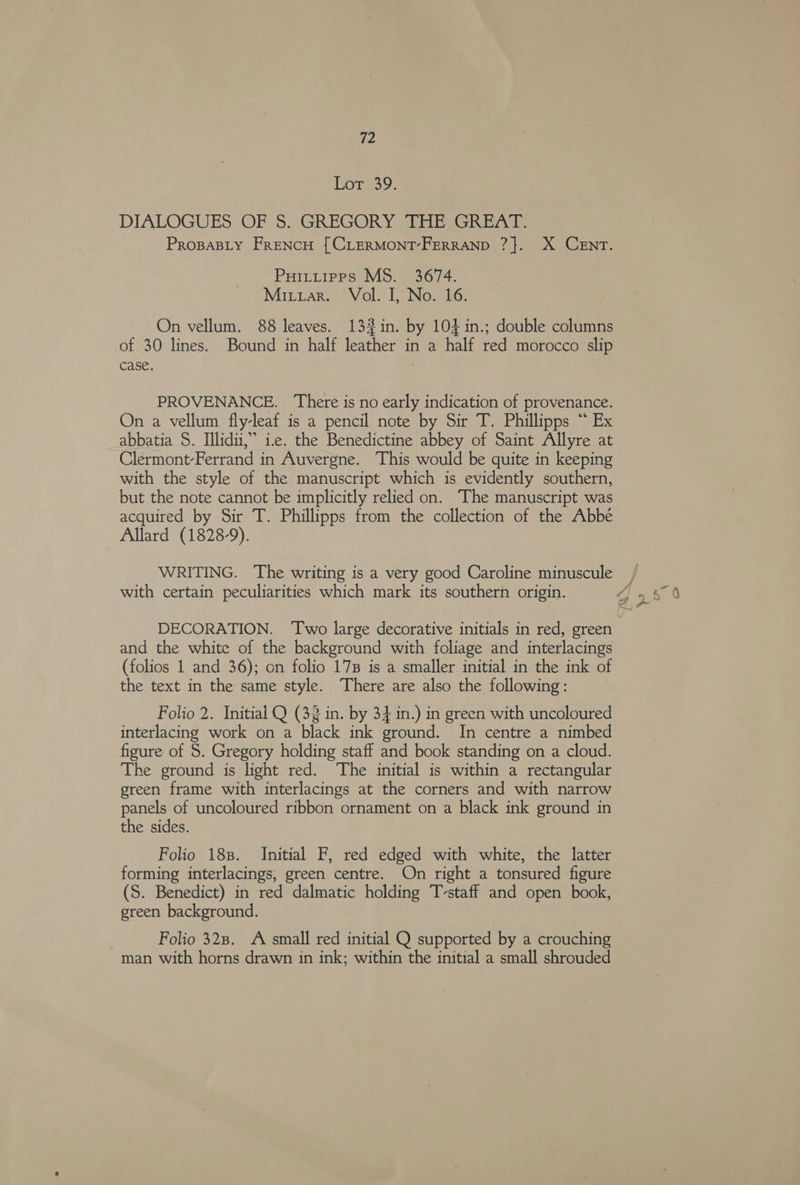 72
Lot 39.
DIALOGUES OF S. GREGORY THE GREAT.
Probably French [Clermont-Ferrand ?]. X Cent.
Phillipps MS. 3674.
Millar. Vol. I, No. 16.
On vellum. 88 leaves. 13¾ in. by 10¼ in.; double columns
of 30 lines. Bound in half leather in a half red morocco slip
case.
PROVENANCE. There is no early indication of provenance.
On a vellum fly-leaf is a pencil note by Sir T. Phillipps “ Ex
abbatia S. Illidii,” i.e. the Benedictine abbey of Saint Allyre at
Clermont-Ferrand in Auvergne. This would be quite in keeping
with the style of the manuscript which is evidently southern,
but the note cannot be implicitly relied on. The manuscript was
acquired by Sir T. Phillipps from the collection of the Abbé
Allard (1828-9).
WRITING. The writing is a very good Caroline minuscule
with certain peculiarities which mark its southern origin.
DECORATION. Two large decorative initials in red, green
and the white of the background with foliage and interlacings
(folios 1 and 36); on folio 17B is a smaller initial in the ink of
the text in the same style. There are also the following:
Folio 2. Initial Q (3¾ in. by 3¼ in.) in green with uncoloured
interlacing work on a black ink ground. In centre a nimbed
figure of S. Gregory holding staff and book standing on a cloud.
The ground is light red. The initial is within a rectangular
green frame with interlacings at the corners and with narrow
panels of uncoloured ribbon ornament on a black ink ground in
the sides.
Folio 18B. Initial F, red edged with white, the latter
forming interlacings, green centre. On right a tonsured figure
(S. Benedict) in red dalmatic holding T-staff and open book,
green background.
Folio 32B. A small red initial Q supported by a crouching
man with horns drawn in ink; within the initial a small shrouded